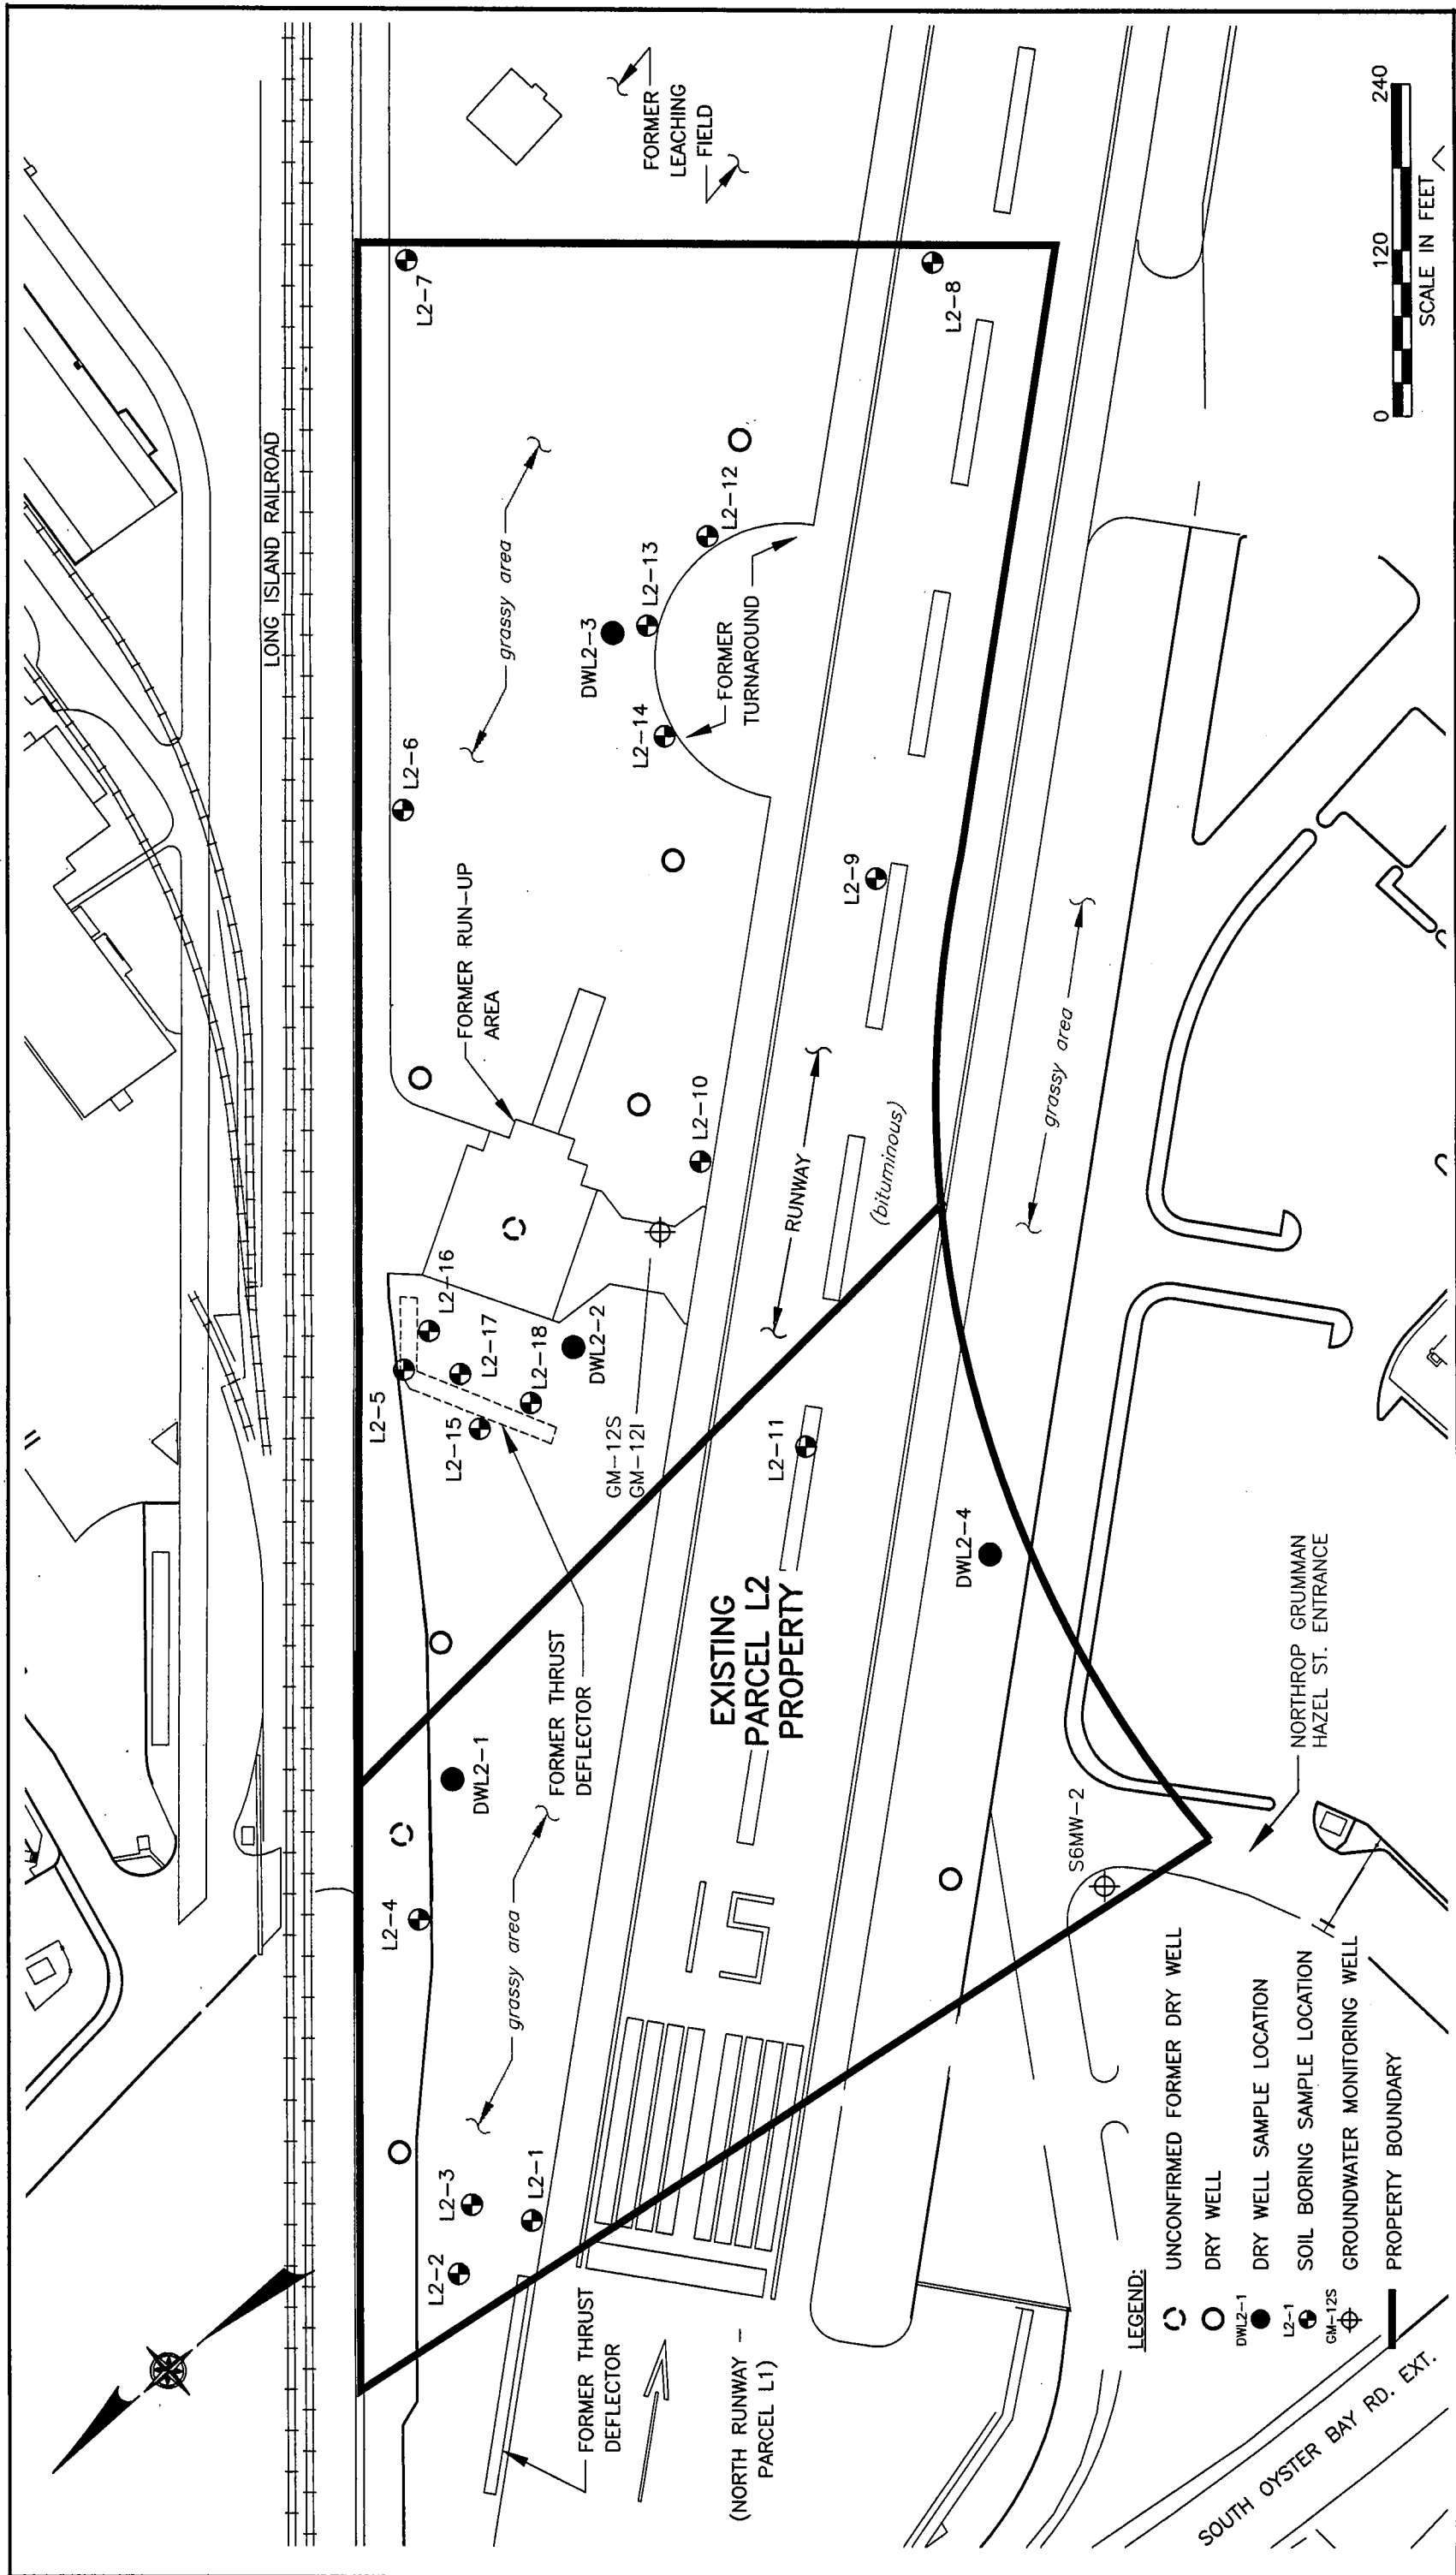 LONG ISLAND RAILROAD
FORMER
LEACHING
FIELD
L2-7
L2-8
grassy area
L2-6
L2-12
L2-13
DWL2-3
L2-14
FORMER
TURNAROUND
L2-9
FORMER RUN-UP
AREA
L2-10
RUNWAY
(bituminous)
grassy area
L2-16
L2-17
L2-18
DWL2-2
L2-5
L2-15
GM-12S
GM-12I
L2-11
DWL2-4
FORMER THRUST
DEFLECTOR
EXISTING
PARCEL L2
PROPERTY
DWL2-1
L2-4
grassy area
L2-3
L2-1
L2-2
15
S6MW-2
NORTHROP GRUMMAN
HAZEL ST. ENTRANCE
FORMER THRUST
DEFLECTOR
(NORTH RUNWAY -
PARCEL L1)
SOUTH OYSTER BAY RD. EXT.
LEGEND:
UNCONFIRMED FORMER DRY WELL
DRY WELL
DWL2-1
DRY WELL SAMPLE LOCATION
L2-1
SOIL BORING SAMPLE LOCATION
GM-12S
GROUNDWATER MONITORING WELL
PROPERTY BOUNDARY
0 120 240
SCALE IN FEET